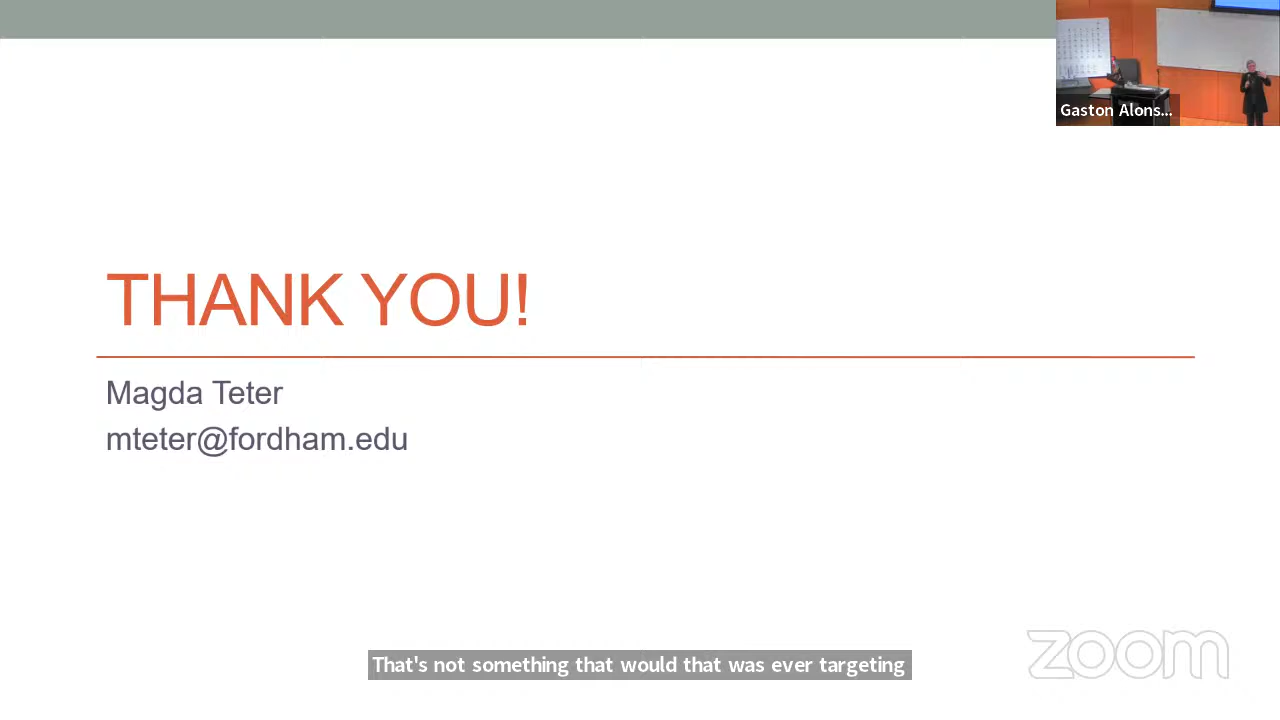 Gaston Alons...
THANK YOU!
Magda Teter
mteter@fordham.edu
That's not something that would that was ever targeting
zoom